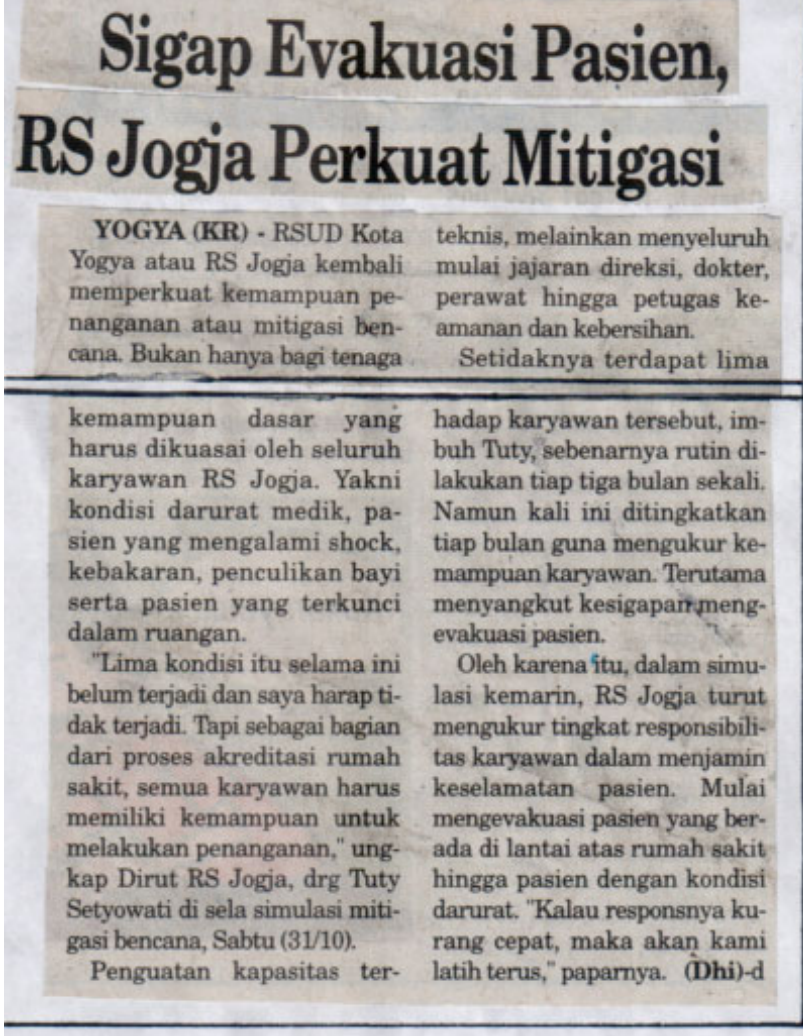 Sigap Evakuasi Pasien,
RS Jogja Perkuat Mitigasi
YOGYA (KR) - RSUD Kota
Yogya atau RS Jogja kembali
memperkuat kemampuan pe-
nanganan atau mitigasi ben-
cana. Bukan hanya bagi tenaga
teknis, melainkan menyeluruh
mulai jajaran direksi, dokter,
perawat hingga petugas ke-
amanan dan kebersihan.
Setidaknya terdapat lima
kemampuan dasar yang
harus dikuasai oleh seluruh
karyawan RS Jogja. Yakni
kondisi darurat medik, pa-
sien yang mengalami shock,
kebakaran, penculikan bayi
serta pasien yang terkunci
dalam ruangan.
"Lima kondisi itu selama ini
belum terjadi dan saya harap ti-
dak terjadi. Tapi sebagai bagian
dari proses akreditasi rumah
sakit, semua karyawan harus
memiliki kemampuan untuk
melakukan penanganan," ung-
kap Dirut RS Jogja, drg Tuty
Setyowati di sela simulasi miti-
gasi bencana, Sabtu (31/10).
Penguatan kapasitas ter-
hadap karyawan tersebut, im-
buh Tuty, sebenarnya rutin di-
lakukan tiap tiga bulan sekali.
Namun kali ini ditingkatkan
tiap bulan guna mengukur ke-
mampuan karyawan. Terutama
menyangkut kesigapan meng-
evakuasi pasien.
Oleh karena itu, dalam simu-
lasi kemarin, RS Jogja turut
mengukur tingkat responsibili-
tas karyawan dalam menjamin
keselamatan pasien. Mulai
mengevakuasi pasien yang ber-
ada di lantai atas rumah sakit
hingga pasien dengan kondisi
darurat. "Kalau responsnya ku-
rang cepat, maka akan kami
latih terus," paparnya. (Dhi)-d